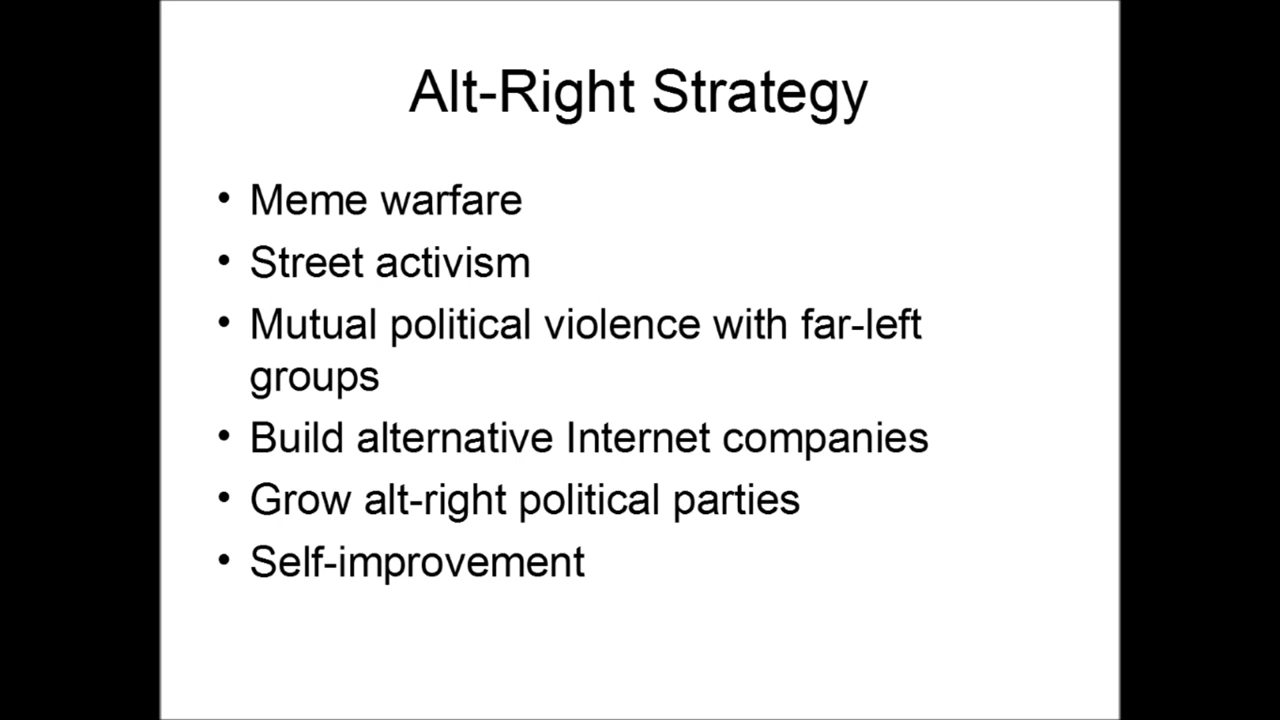 Alt-Right Strategy
• Meme warfare
• Street activism
• Mutual political violence with far-left
groups
• Build alternative Internet companies
• Grow alt-right political parties
• Self-improvement